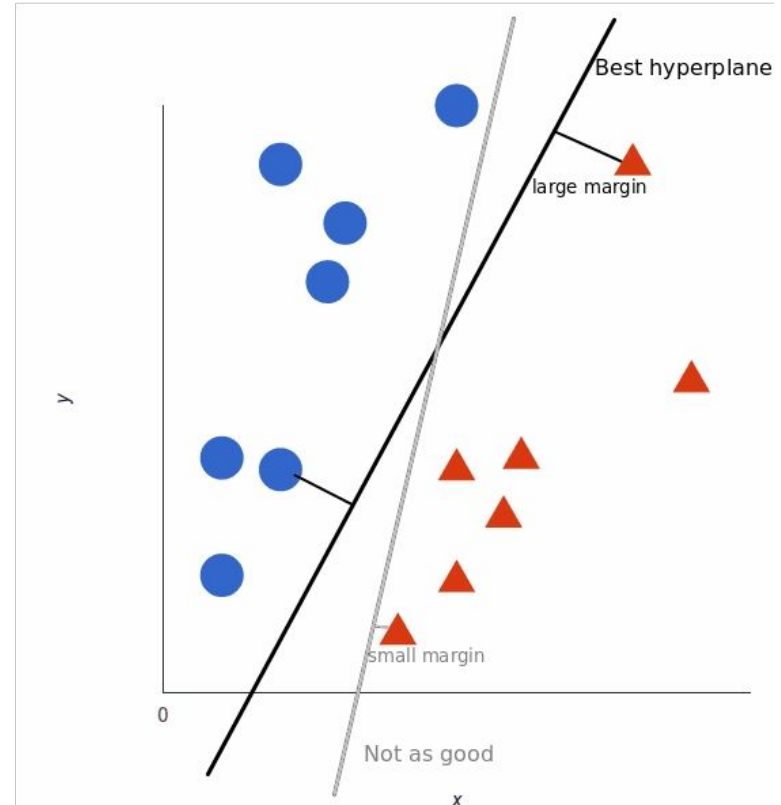 Best hyperplane
large margin
y
small margin
0
Not as good
x